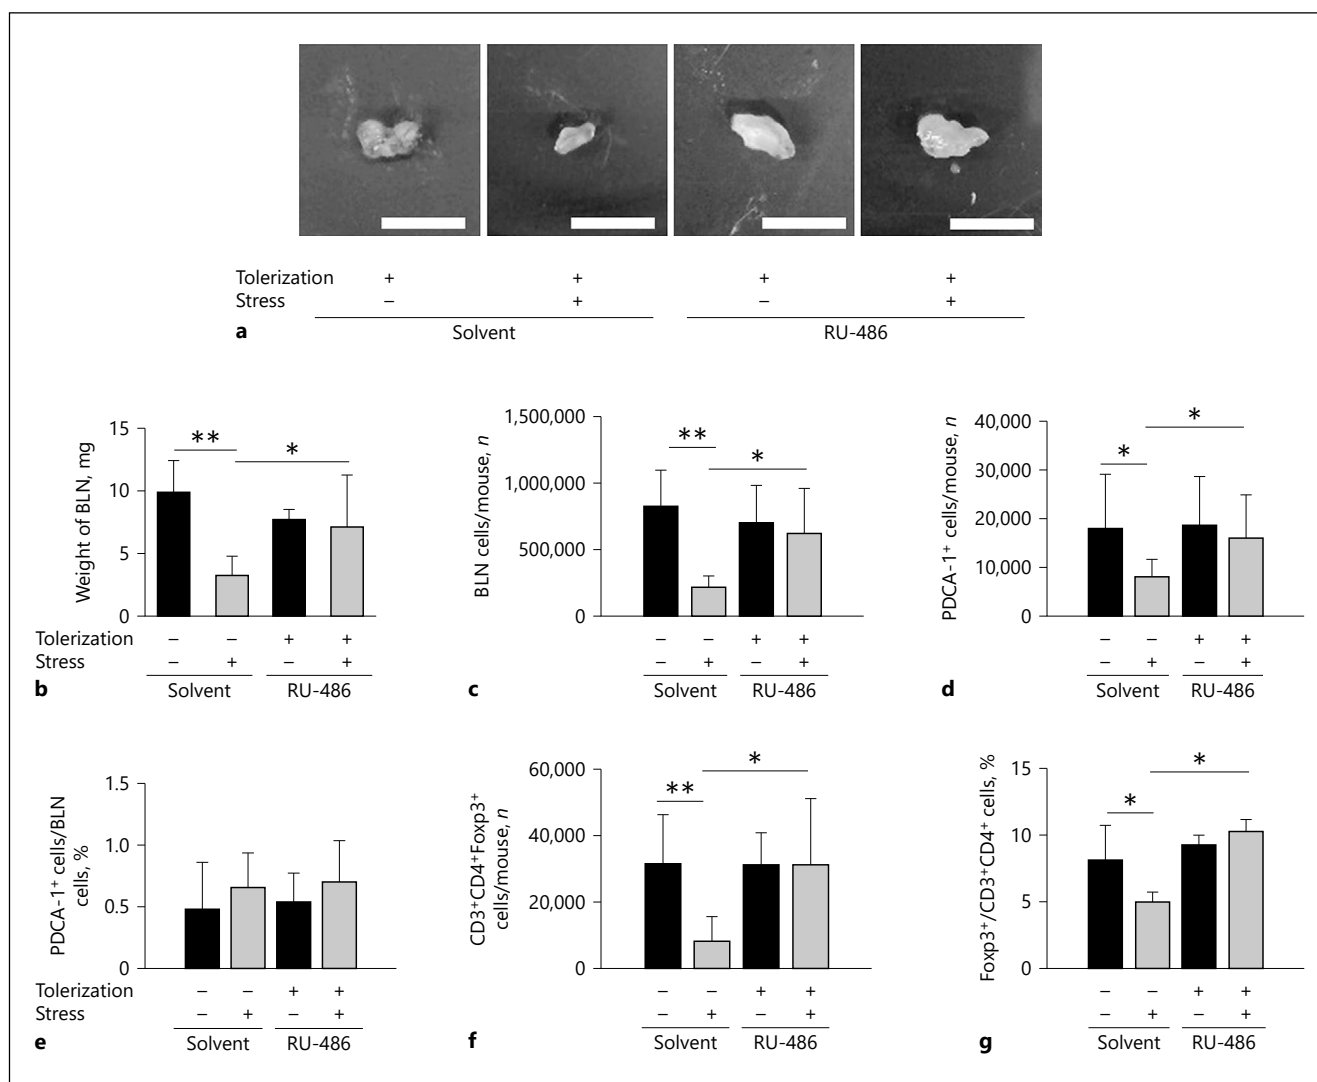 Tolerization + + + +
Stress – + – +
a Solvent RU-486
Weight of BLN, mg
15
10
5
0
** *
Tolerization – – + +
Stress – + – +
b Solvent RU-486
BLN cells/mouse, n
1,500,000
1,000,000
500,000
0
** *
– – + +
– + – +
c Solvent RU-486
PDCA-1⁺ cells/mouse, n
40,000
30,000
20,000
10,000
0
* *
– – + +
– + – +
d Solvent RU-486
PDCA-1⁺ cells/BLN
cells, %
1.5
1.0
0.5
0
Tolerization – – + +
Stress – + – +
e Solvent RU-486
CD3⁺CD4⁺Foxp3⁺
cells/mouse, n
60,000
40,000
20,000
0
** *
– – + +
– + – +
f Solvent RU-486
Foxp3⁺/CD3⁺CD4⁺ cells, %
15
10
5
0
* *
– – + +
– + – +
g Solvent RU-486